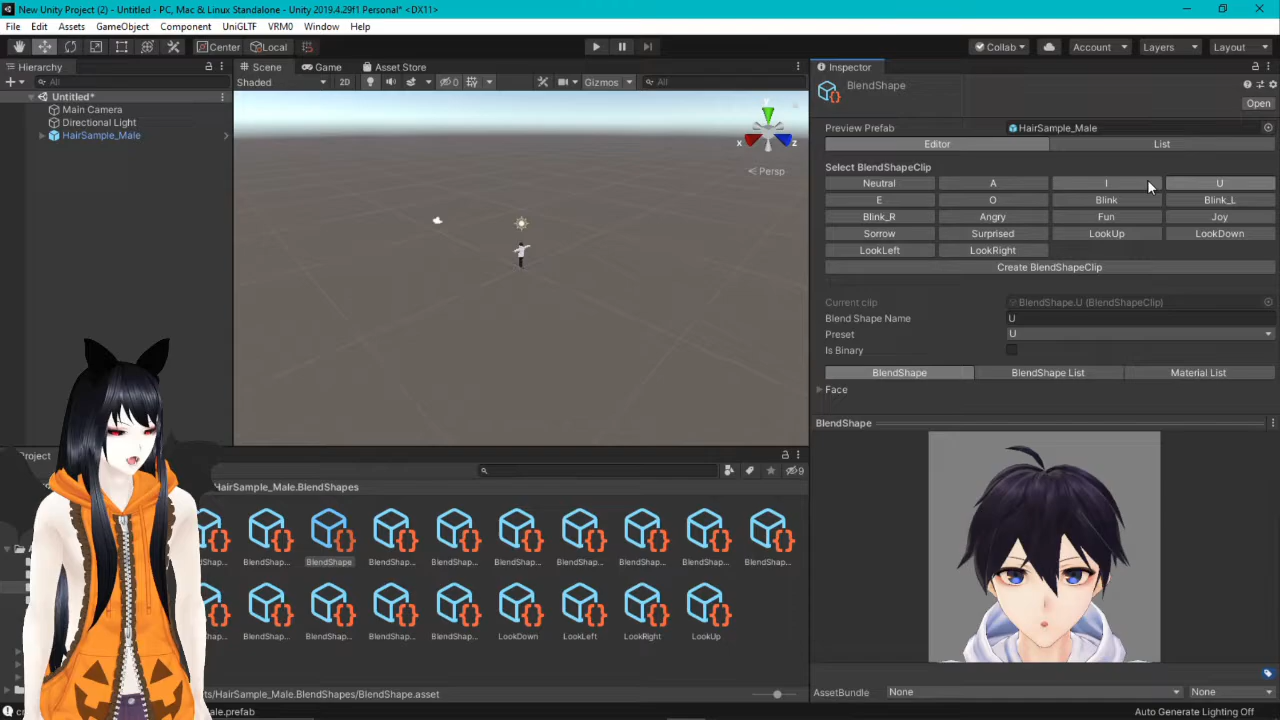 New Unity Project (2) - Untitled - PC, Mac & Linux Standalone - Unity 2019.4.29f1 Personal* <DX11>
File Edit Assets GameObject Component UniGLTF VRM0 Window Help
Center Local Collab Account Layers Layout
Hierarchy Scene Game Asset Store Inspector
All Shaded 2D 0 Gizmos All
BlendShape
Open
Untitled*
Main Camera
Directional Light
HairSample_Male
X Z
Persp
Preview Prefab HairSample_Male
Editor List
Select BlendShapeClip
Neutral A I U
E O Blink Blink_L
Blink_R Angry Fun Joy
Sorrow Surprised LookUp LookDown
LookLeft LookRight
Create BlendShapeClip
Current clip BlendShape.U (BlendShapeClip)
Blend Shape Name U
Preset U
Is Binary
BlendShape BlendShape List Material List
Face
BlendShape
Project
9
HairSample_Male.BlendShapes
BlendShap... BlendShape BlendShap... BlendShap... BlendShap... BlendShap... BlendShap... BlendShap... BlendShap...
BlendShap... BlendShap... BlendShap... BlendShap... LookDown LookLeft LookRight LookUp
/HairSample_Male.BlendShapes/BlendShape.asset
AssetBundle None None
Auto Generate Lighting Off